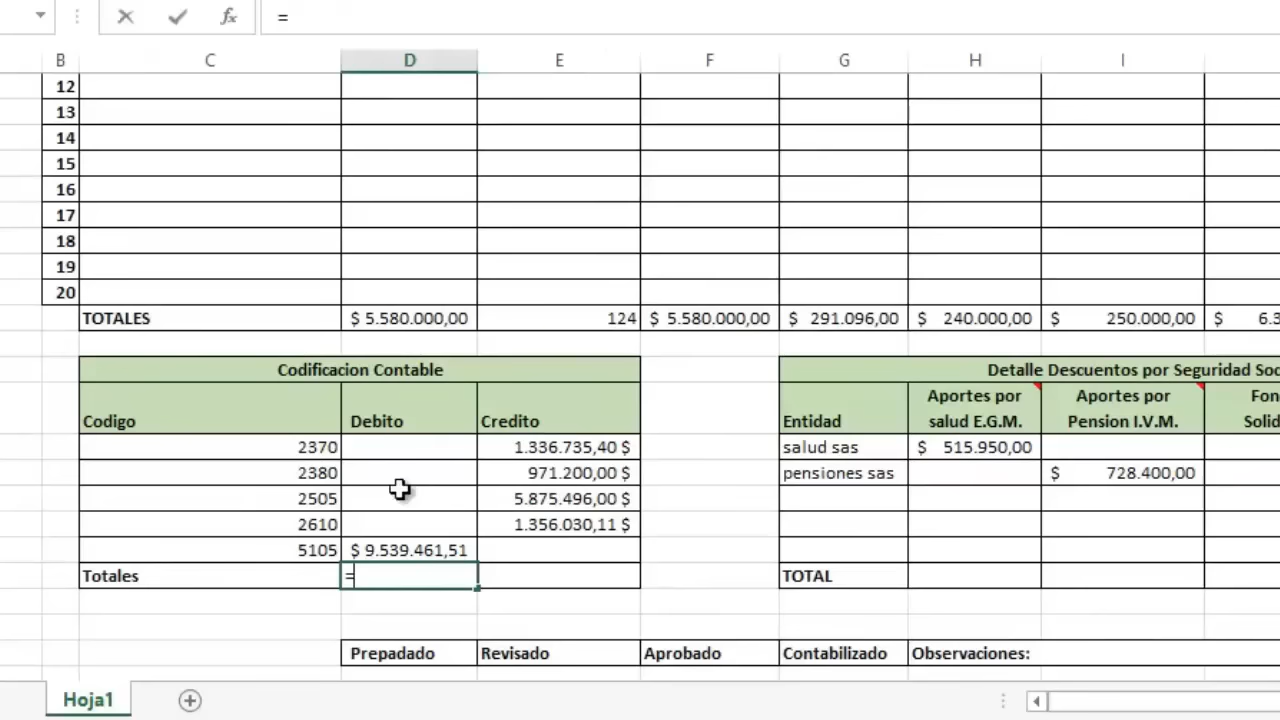 fx =
B C D E F G H I
12
13
14
15
16
17
18
19
20
TOTALES $ 5.580.000,00 124 $ 5.580.000,00 $ 291.096,00 $ 240.000,00 $ 250.000,00 $ 6.3
Codificacion Contable Detalle Descuentos por Seguridad Soc
Aportes por Aportes por Fon
Codigo Debito Credito Entidad salud E.G.M. Pension I.V.M. Solid
2370 1.336.735,40 $ salud sas $ 515.950,00
2380 971.200,00 $ pensiones sas $ 728.400,00
2505 5.875.496,00 $
2610 1.356.030,11 $
5105 $ 9.539.461,51
Totales = TOTAL
Prepadado Revisado Aprobado Contabilizado Observaciones:
Hoja1